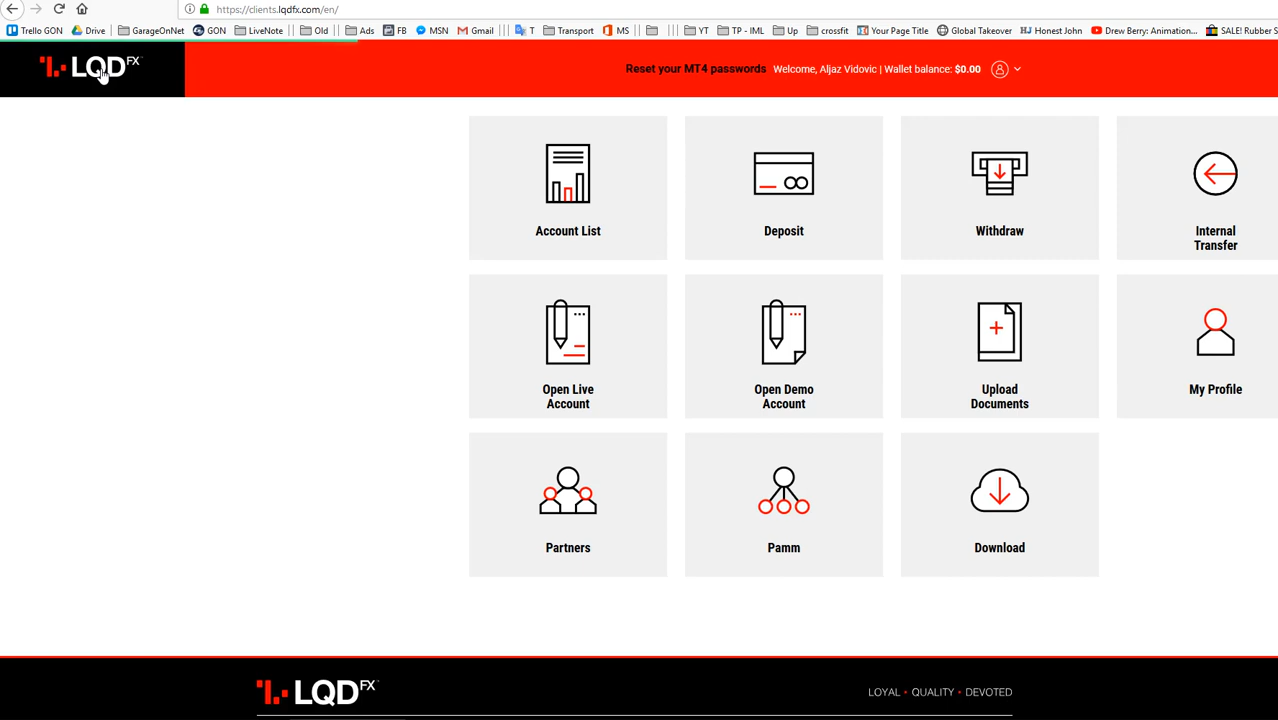 https://clients.lqdfx.com/en/
Trello GON Drive GarageOnNet GON LiveNote Old Ads FB MSN Gmail T Transport MS YT TP - IML Up crossfit Your Page Title Global Takeover HJ Honest John Drew Berry: Animation... SALE! Rubber S
LQD FX Reset your MT4 passwords Welcome, Aljaz Vidovic | Wallet balance: $0.00
Account List Deposit Withdraw Internal
Transfer
Open Live Open Demo Upload My Profile
Account Account Documents
Partners Pamm Download
LQD FX LOYAL • QUALITY • DEVOTED